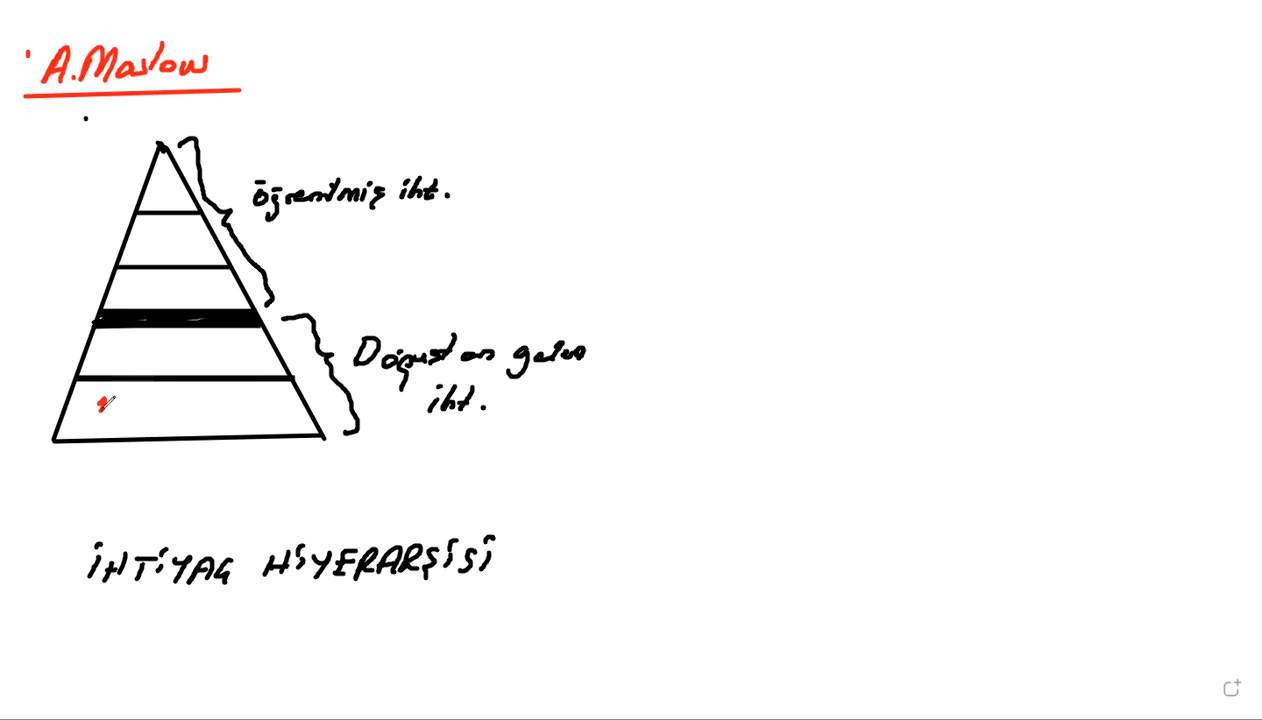 A.Maslow
öğrenilmiş iht.
Doğuştan gelen
iht.
İHTİYAÇ HİYERARŞİSİ